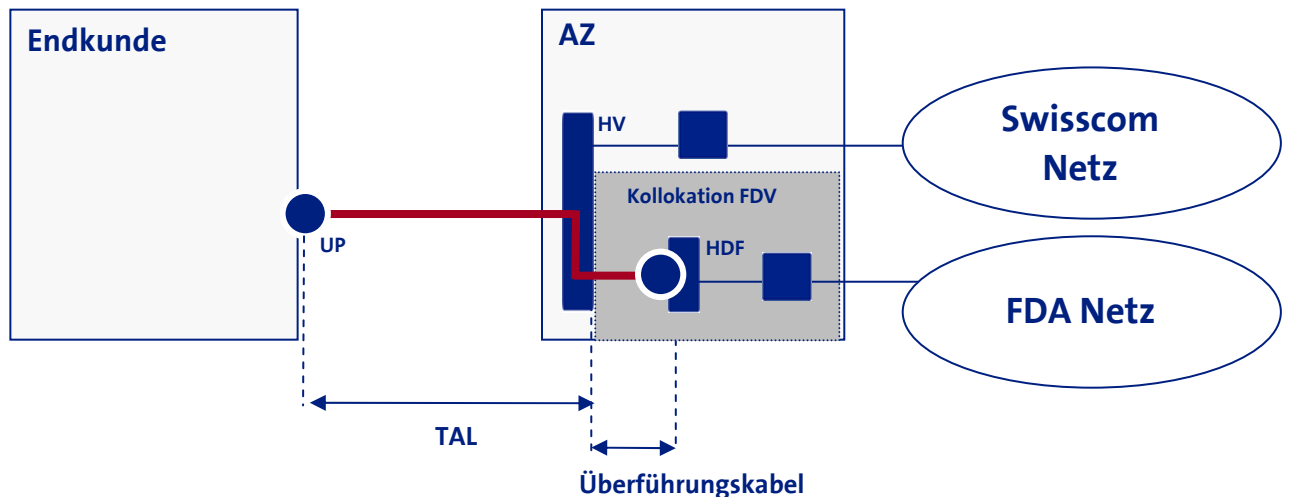 Endkunde
AZ
HV
Swisscom
Netz
Kollokation FDV
UP
HDF
FDA Netz
TAL
Überführungskabel